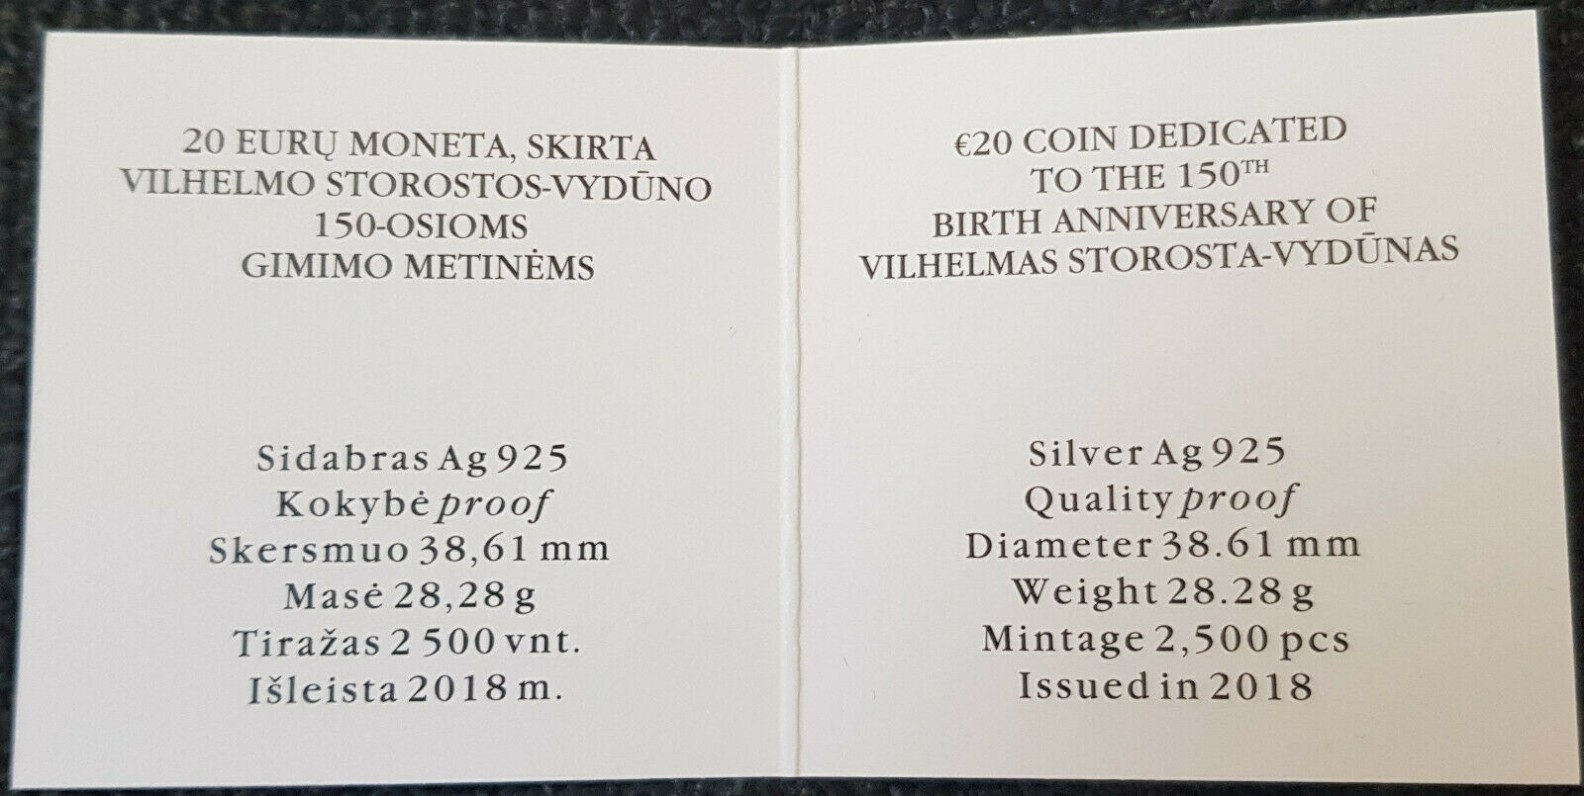 20 EURŲ MONETA, SKIRTA
VILHELMO STOROSTOS-VYDŪNO
150-OSIOMS
GIMIMO METINĖMS
Sidabras Ag 925
Kokybė proof
Skersmuo 38,61 mm
Masė 28,28 g
Tiražas 2 500 vnt.
Išleista 2018 m.
€20 COIN DEDICATED
TO THE 150TH
BIRTH ANNIVERSARY OF
VILHELMAS STOROSTA-VYDŪNAS
Silver Ag 925
Quality proof
Diameter 38.61 mm
Weight 28.28 g
Mintage 2,500 pcs
Issued in 2018